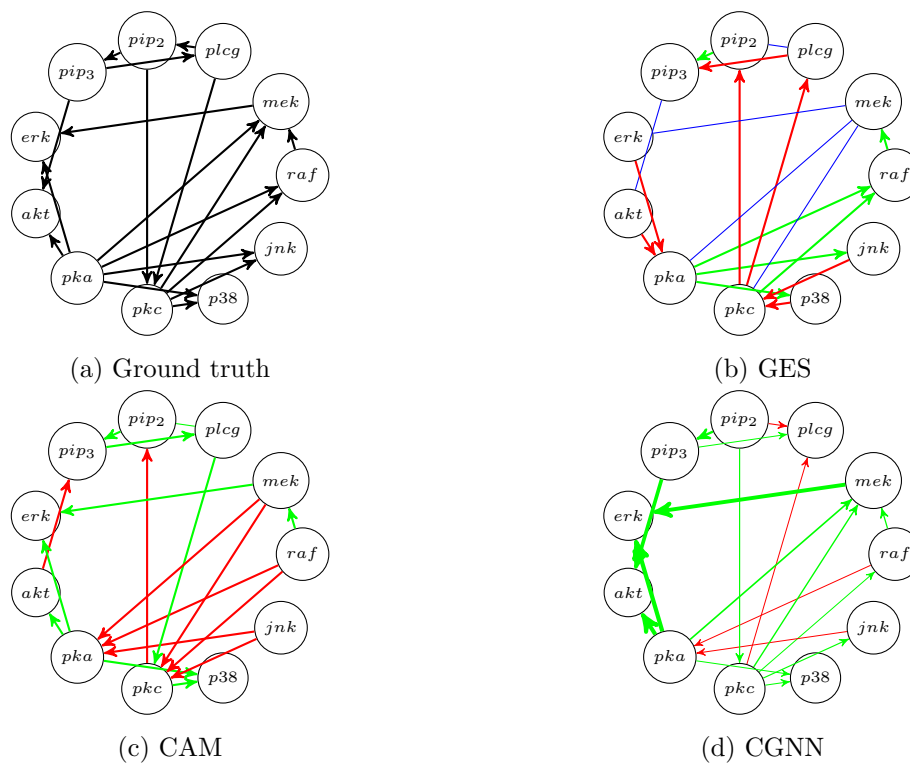 pip2
plcg
pip3
mek
erk
raf
akt
jnk
pka
pkc
p38
(a) Ground truth
pip2
plcg
pip3
mek
erk
raf
akt
jnk
pka
pkc
p38
(b) GES
pip2
plcg
pip3
mek
erk
raf
akt
jnk
pka
pkc
p38
(c) CAM
pip2
plcg
pip3
mek
erk
raf
akt
jnk
pka
pkc
p38
(d) CGNN